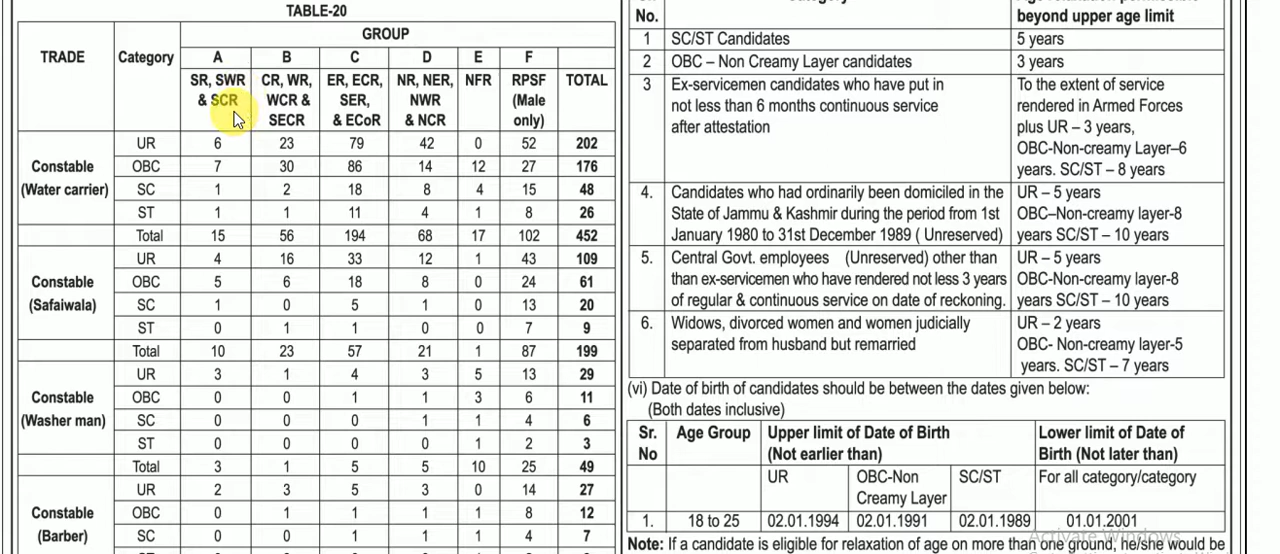 TABLE-20
TRADE Category GROUP
A B C D E F
SR, SWR & SCR CR, WR, WCR & SECR ER, ECR, SER, & ECoR NR, NER, NWR & NCR NFR RPSF (Male only) TOTAL
Constable (Water carrier) UR 6 23 79 42 0 52 202
OBC 7 30 86 14 12 27 176
SC 1 2 18 8 4 15 48
ST 1 1 11 4 1 8 26
Total 15 56 194 68 17 102 452
Constable (Safaiwala) UR 4 16 33 12 1 43 109
OBC 5 6 18 8 0 24 61
SC 1 0 5 1 0 13 20
ST 0 1 1 0 0 7 9
Total 10 23 57 21 1 87 199
Constable (Washer man) UR 3 1 4 3 5 13 29
OBC 0 0 1 1 3 6 11
SC 0 0 0 1 1 4 6
ST 0 0 0 0 1 2 3
Total 3 1 5 5 10 25 49
Constable (Barber) UR 2 3 5 3 0 14 27
OBC 0 1 1 1 1 8 12
SC 0 0 1 1 1 4 7
No. beyond upper age limit
1 SC/ST Candidates 5 years
2 OBC – Non Creamy Layer candidates 3 years
3 Ex-servicemen candidates who have put in To the extent of service
not less than 6 months continuous service rendered in Armed Forces
after attestation plus UR – 3 years,
OBC-Non-creamy Layer–6
years. SC/ST – 8 years
4. Candidates who had ordinarily been domiciled in the UR – 5 years
State of Jammu & Kashmir during the period from 1st OBC–Non-creamy layer-8
January 1980 to 31st December 1989 ( Unreserved) years SC/ST – 10 years
5. Central Govt. employees (Unreserved) other than UR – 5 years
than ex-servicemen who have rendered not less 3 years OBC-Non-creamy layer-8
of regular & continuous service on date of reckoning. years SC/ST – 10 years
6. Widows, divorced women and women judicially UR – 2 years
separated from husband but remarried OBC- Non-creamy layer-5
years. SC/ST – 7 years
(vi) Date of birth of candidates should be between the dates given below:
(Both dates inclusive)
Sr. No Age Group Upper limit of Date of Birth (Not earlier than) Lower limit of Date of Birth (Not later than)
UR OBC-Non Creamy Layer SC/ST For all category/category
1. 18 to 25 02.01.1994 02.01.1991 02.01.1989 01.01.2001
Activate Windows
Note: If a candidate is eligible for relaxation of age on more than one ground, he/she would be